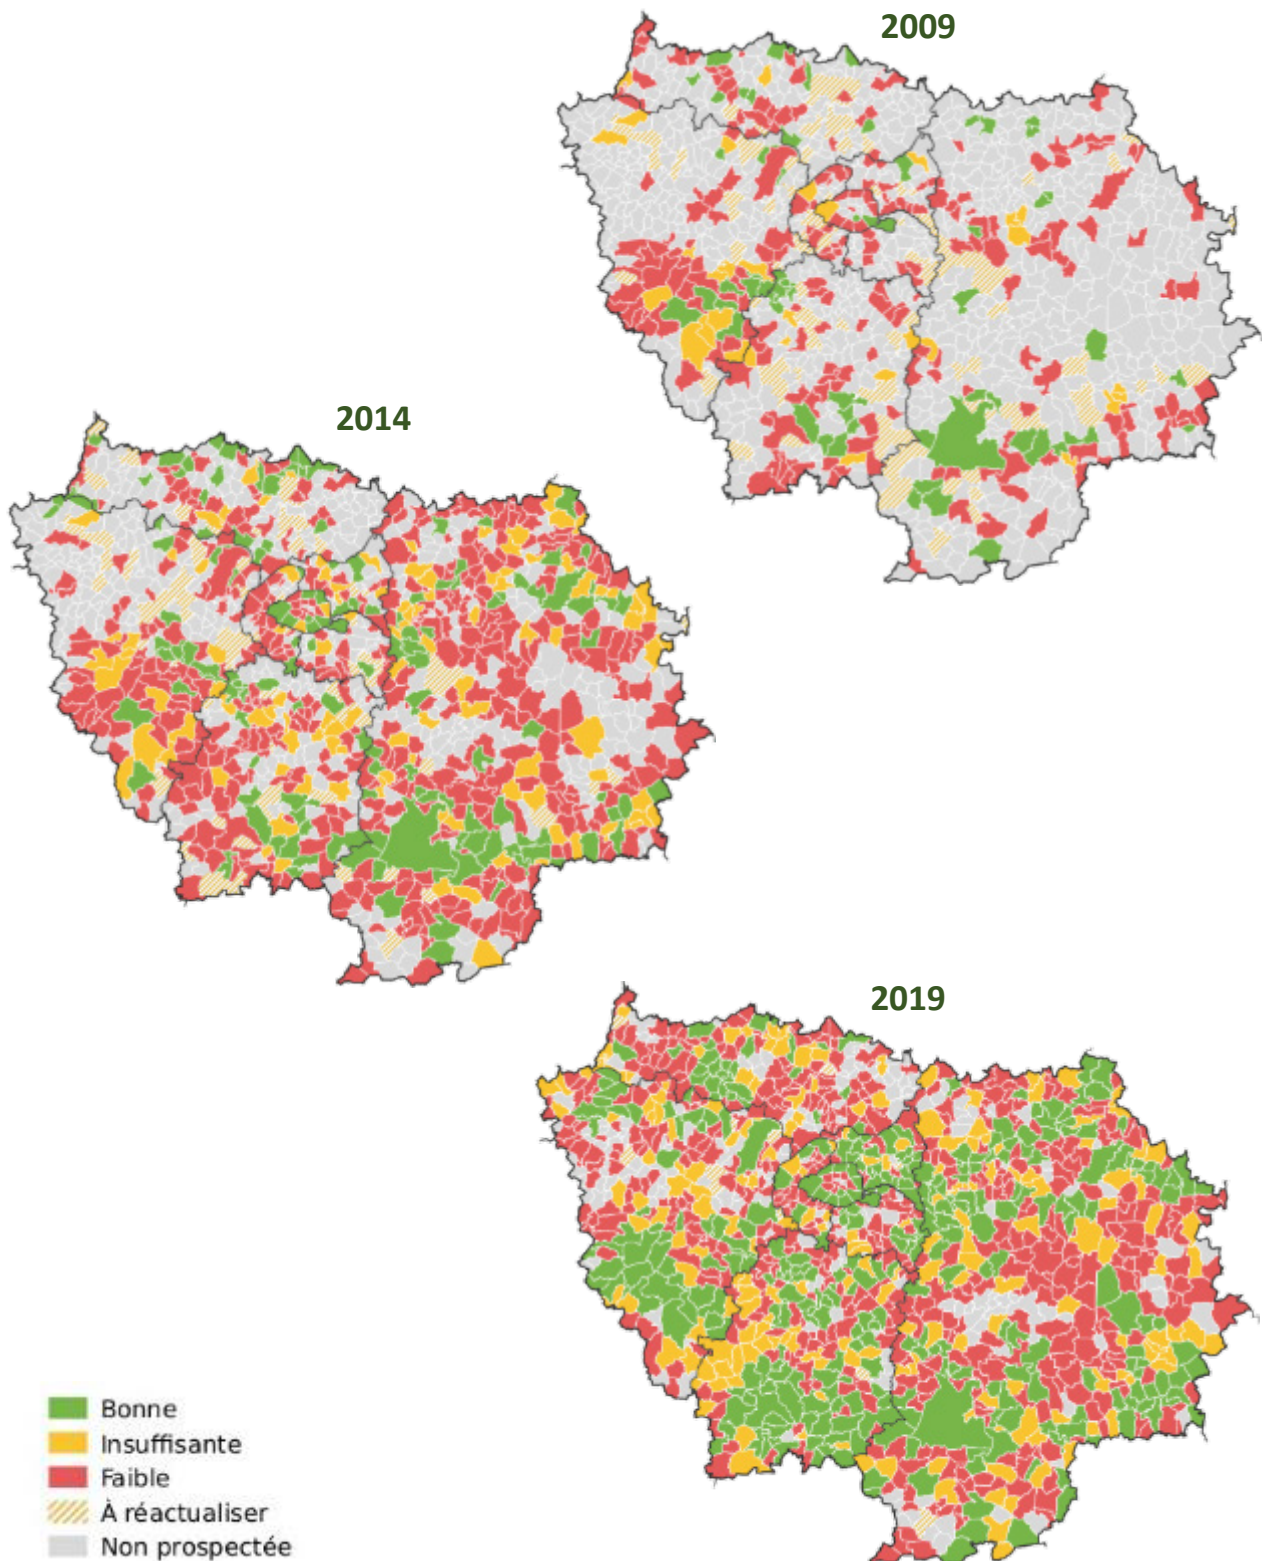 2009
2014
2019
Bonne
Insuffisante
Faible
À réactualiser
Non prospectée